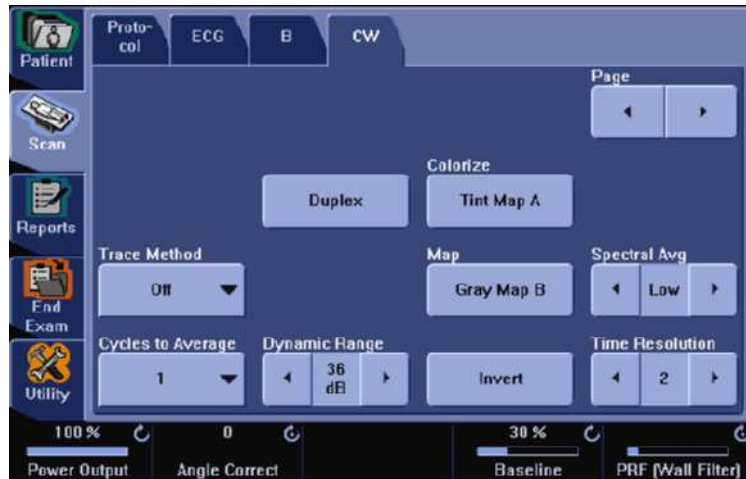 Proto-
col
ECG
B
CW
Patient
Page
Scan
Colorize
Duplex
Tint Map A
Reports
Trace Method
Map
Spectral Avg
Off
Gray Map B
Low
End
Exam
Cycles to Average
Dynamic Range
Time Resolution
1
36
dB
Invert
2
Utility
100 %
0
30 %
Power Output
Angle Correct
Baseline
PRF (Wall Filter)